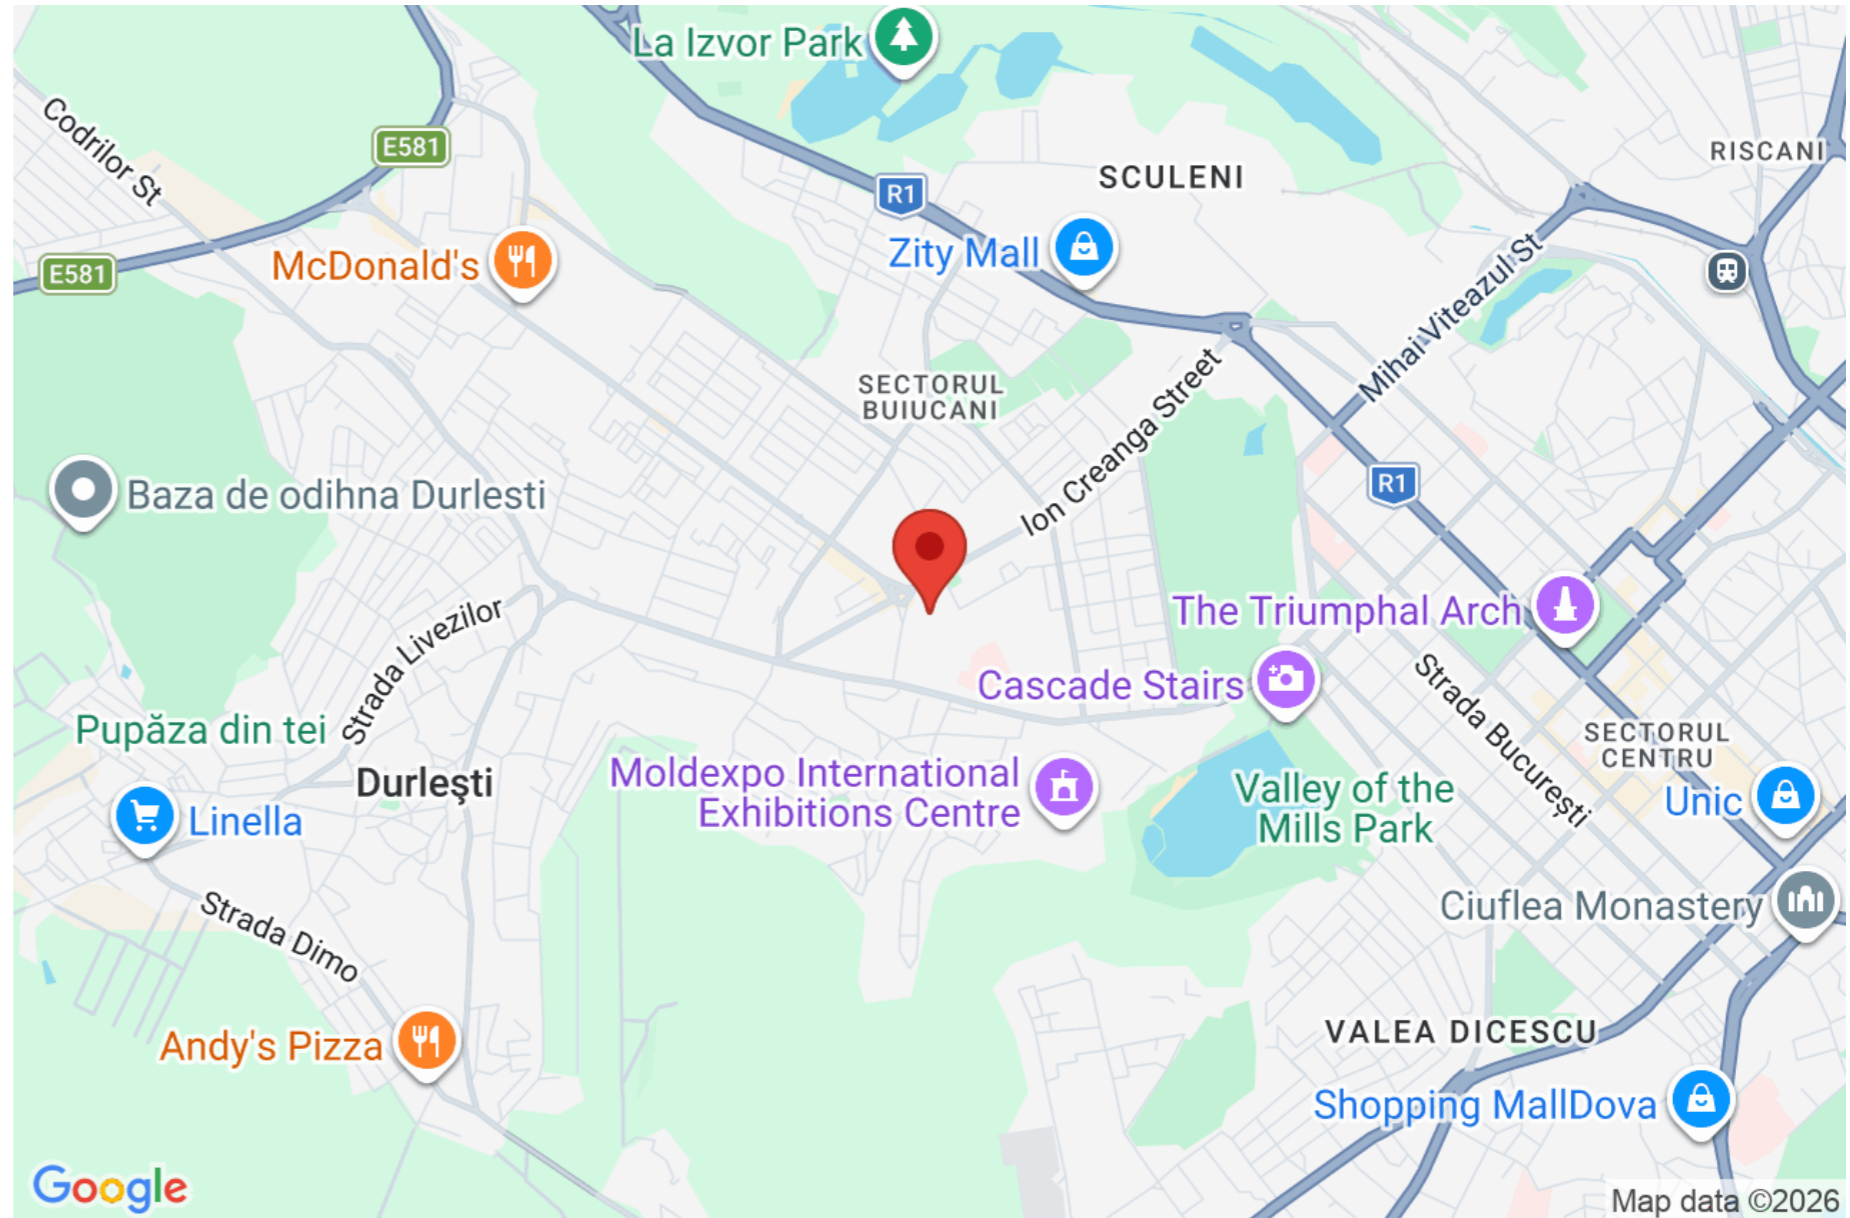 La Izvor Park
Codrilor St
E581
RISCANI
SCULENI
R1
Zity Mall
McDonald's
E581
Mihai Viteazul St
SECTORUL
BUIUCANI
Ion Creanga Street
R1
Baza de odihna Durlesti
The Triumphal Arch
Strada Livezilor
Cascade Stairs
Strada București
Pupăza din tei
SECTORUL
CENTRU
Durleşti
Moldexpo International
Exhibitions Centre
Valley of the
Mills Park
Unic
Linella
Ciuflea Monastery
Strada Dimo
VALEA DICESCU
Andy's Pizza
Shopping MallDova
Google
Map data ©2026